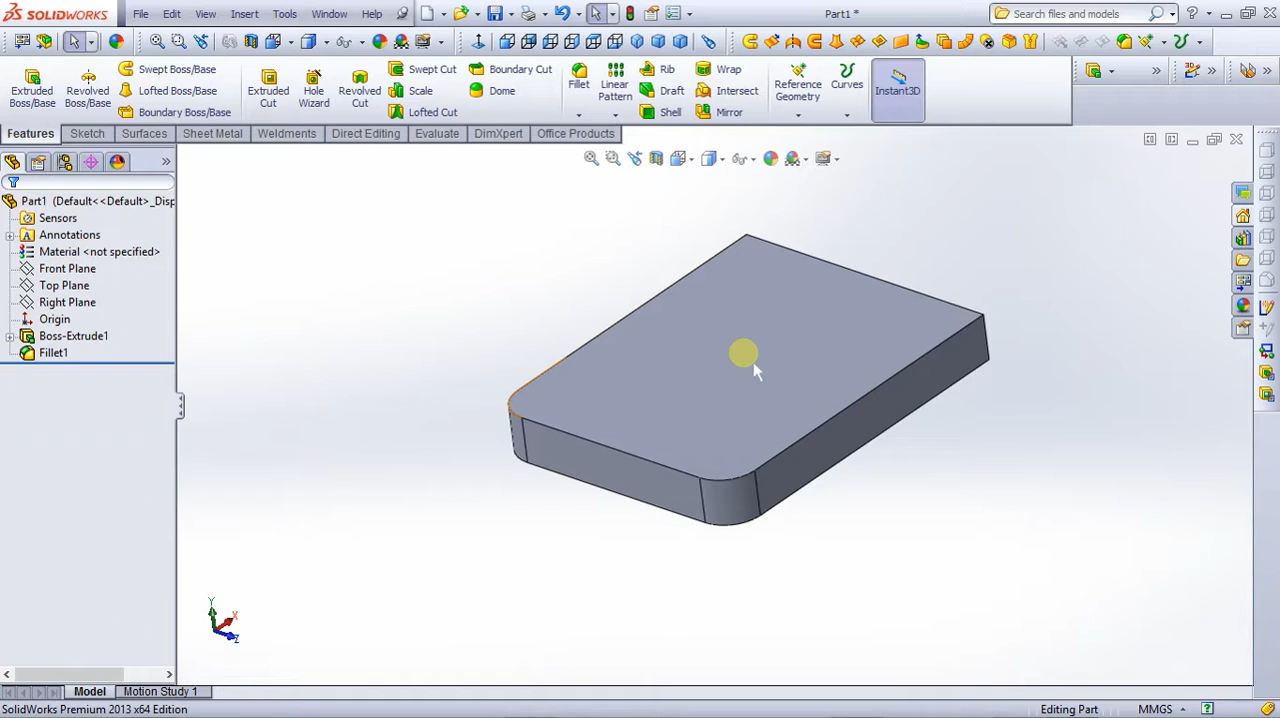 SOLIDWORKS File Edit View Insert Tools Window Help Part1 * Search files and models
Extruded Boss/Base
Revolved Boss/Base
Swept Boss/Base
Lofted Boss/Base
Boundary Boss/Base
Extruded Cut
Hole Wizard
Revolved Cut
Swept Cut
Scale
Lofted Cut
Boundary Cut
Dome
Fillet
Linear Pattern
Rib
Draft
Shell
Wrap
Intersect
Mirror
Reference Geometry
Curves
Instant3D
Features Sketch Surfaces Sheet Metal Weldments Direct Editing Evaluate DimXpert Office Products
Part1 (Default<<Default>_Disp
Sensors
Annotations
Material <not specified>
Front Plane
Top Plane
Right Plane
Origin
Boss-Extrude1
Fillet1
Y
X
Z
Model Motion Study 1
SolidWorks Premium 2013 x64 Edition Editing Part MMGS